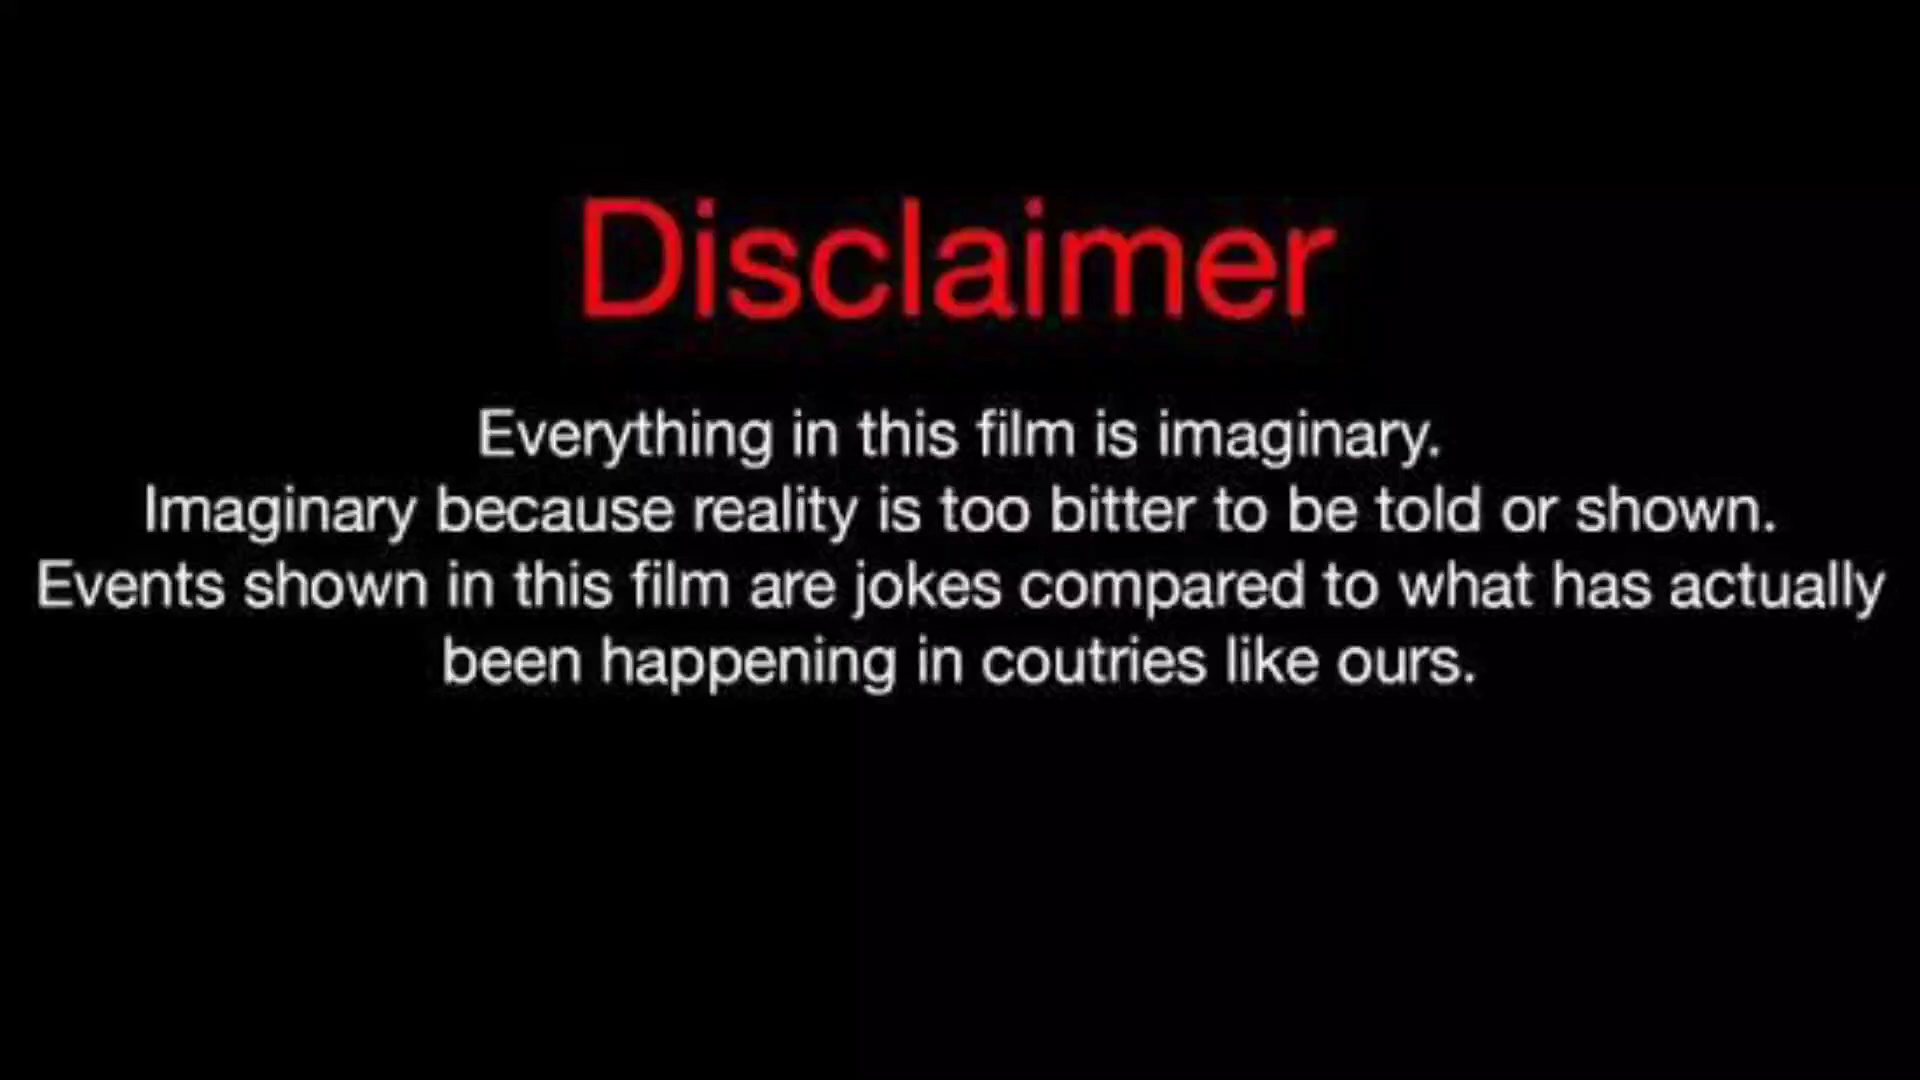 Disclaimer
Everything in this film is imaginary.
Imaginary because reality is too bitter to be told or shown.
Events shown in this film are jokes compared to what has actually
been happening in coutries like ours.